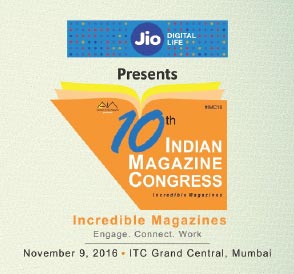 Jio DIGITAL
LIFE
Presents
#IMC10
10th
INDIAN
MAGAZINE
CONGRESS
Incredible Magazines
Incredible Magazines
Engage. Connect. Work
November 9, 2016 • ITC Grand Central, Mumbai